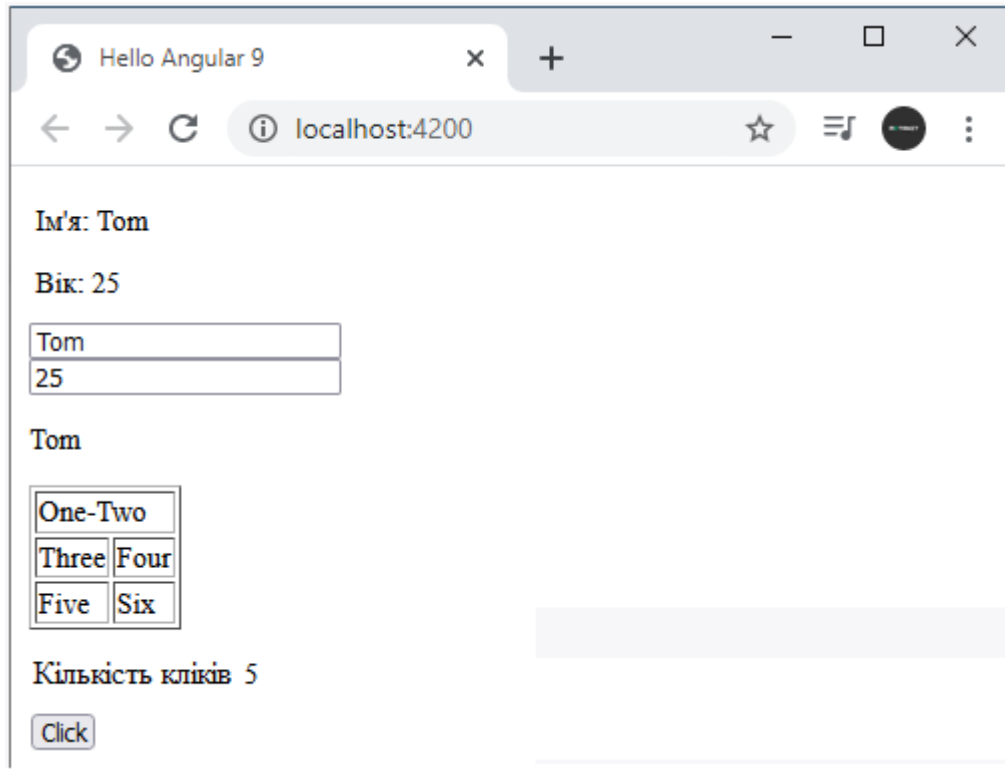 Hello Angular 9
localhost:4200
Ім'я: Tom
Вік: 25
Tom
25
Tom
One-Two
Three Four
Five Six
Кількість кліків 5
Click